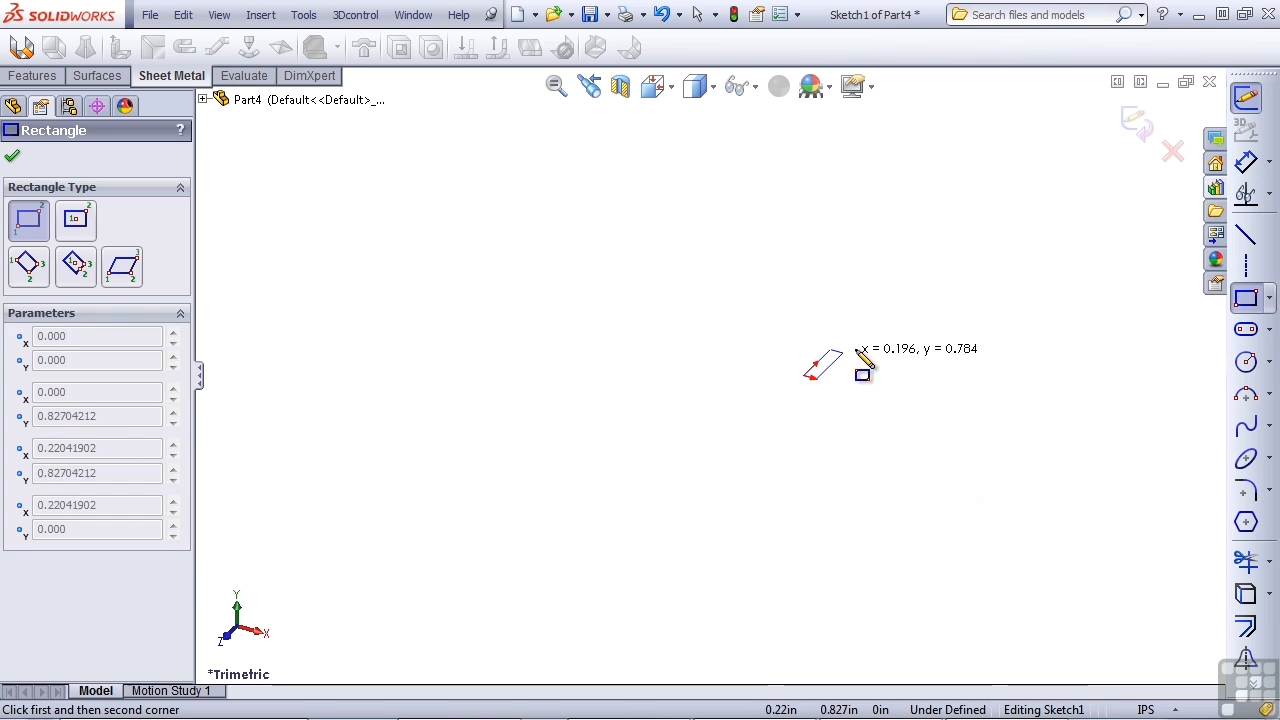 SOLIDWORKS File Edit View Insert Tools 3Dcontrol Window Help Sketch1 of Part4 * Search files and models ?
Features Surfaces Sheet Metal Evaluate DimXpert
Part4 (Default<<Default>_...
3D
Rectangle ?
Rectangle Type
Parameters
x 0.000
Y 0.000
x 0.000
Y 0.82704212
x 0.22041902
Y 0.82704212
x 0.22041902
Y 0.000
x = 0.196, y = 0.784
Y
X
Z
*Trimetric
Model Motion Study 1
Click first and then second corner 0.22in 0.827in 0in Under Defined Editing Sketch1 IPS